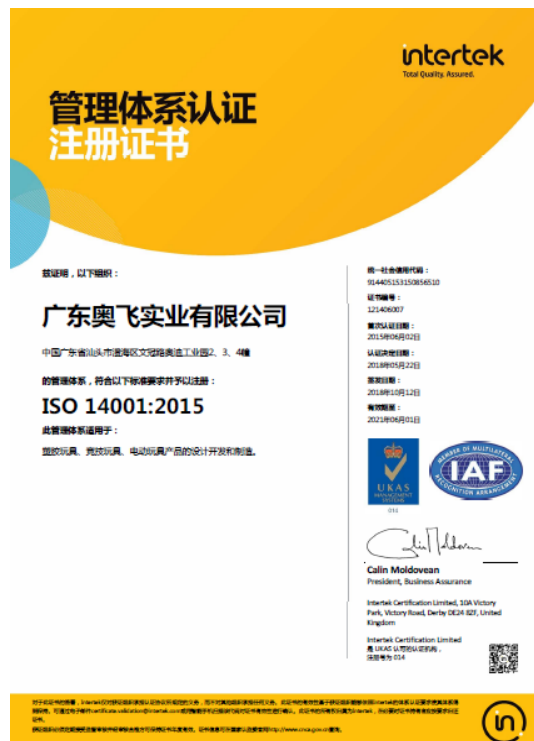 intertek
Total Quality. Assured.
管理体系认证
注册证书
兹证明，以下组织：
广东奥飞实业有限公司
中国广东省汕头市澄海区文冠路奥迪工业园2、3、4幢
的管理体系，符合以下标准要求并予以注册：
ISO 14001:2015
此管理体系适用于：
塑胶玩具、竞技玩具、电动玩具产品的设计开发和制造。
统一社会信用代码：
914405153150856510
证书编号：
121406007
首次认证日期：
2015年06月02日
认证决定日期：
2018年05月22日
签发日期：
2018年10月12日
有效期至：
2021年06月01日
UKAS
MANAGEMENT
SYSTEMS
014
MEMBER OF MULTILATERAL
IAF
RECOGNITION ARRANGEMENT
Calin Moldovean
President, Business Assurance
Intertek Certification Limited, 10A Victory
Park, Victory Road, Derby DE24 8ZF, United
Kingdom
Intertek Certification Limited
是 UKAS 认可的认证机构，
注册号为 014
in